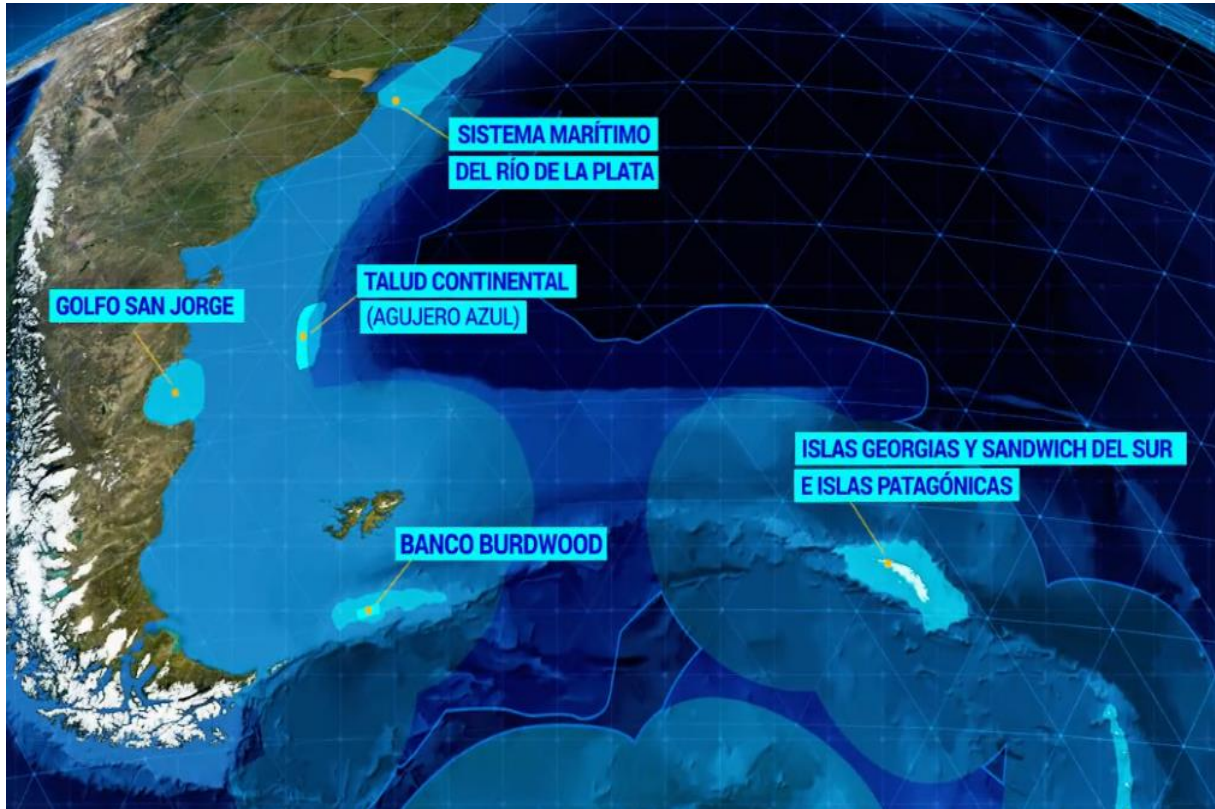 SISTEMA MARÍTIMO
DEL RÍO DE LA PLATA
TALUD CONTINENTAL
(AGUJERO AZUL)
GOLFO SAN JORGE
ISLAS GEORGIAS Y SANDWICH DEL SUR
E ISLAS PATAGÓNICAS
BANCO BURDWOOD